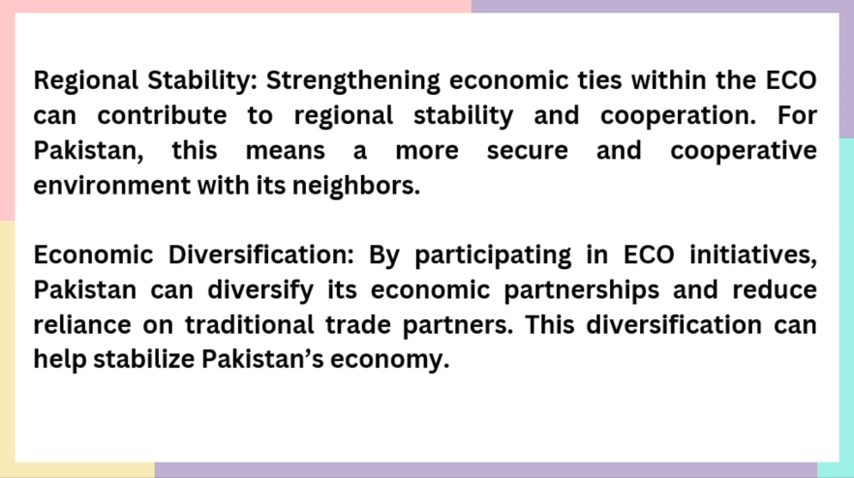 Regional Stability: Strengthening economic ties within the ECO
can contribute to regional stability and cooperation. For
Pakistan, this means a more secure and cooperative
environment with its neighbors.
Economic Diversification: By participating in ECO initiatives,
Pakistan can diversify its economic partnerships and reduce
reliance on traditional trade partners. This diversification can
help stabilize Pakistan’s economy.